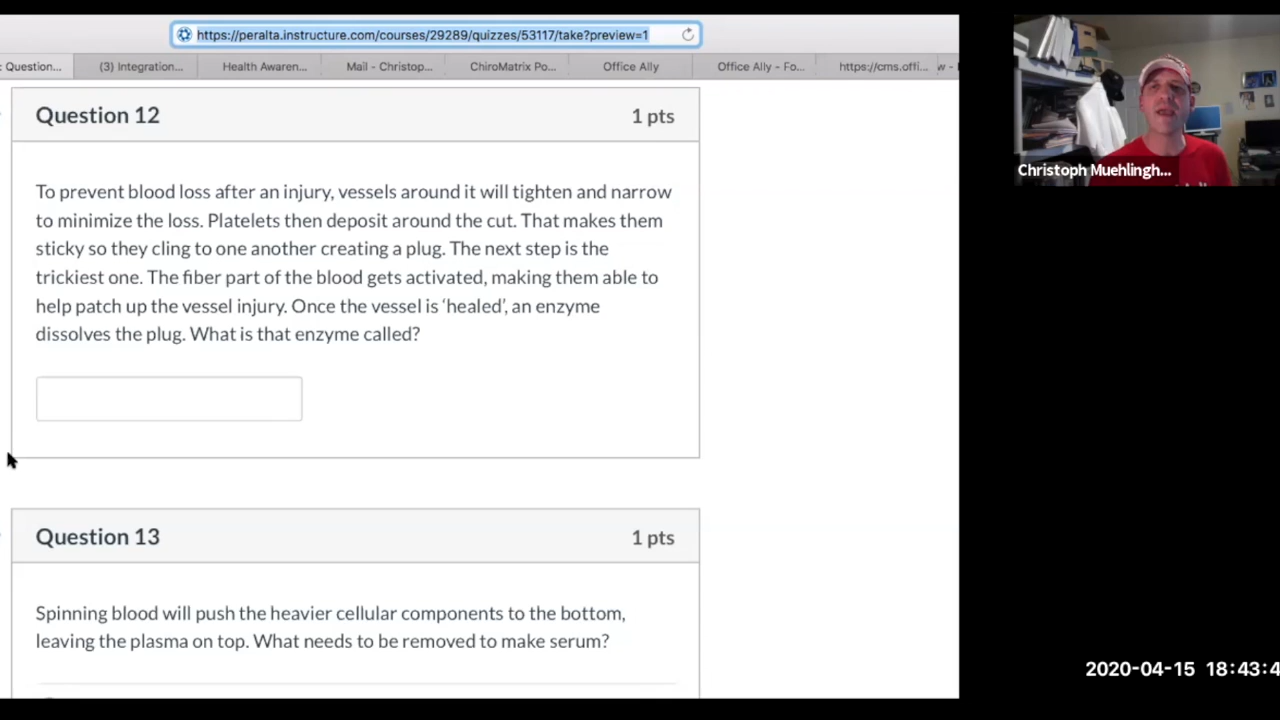 https://peralta.instructure.com/courses/29289/quizzes/53117/take?preview=1
: Question...
(3) Integration...
Health Awaren...
Mail - Christop...
ChiroMatrix Po...
Office Ally
Office Ally - Fo...
https://cms.offi...
Question 12
1 pts
To prevent blood loss after an injury, vessels around it will tighten and narrow
to minimize the loss. Platelets then deposit around the cut. That makes them
sticky so they cling to one another creating a plug. The next step is the
trickiest one. The fiber part of the blood gets activated, making them able to
help patch up the vessel injury. Once the vessel is ‘healed’, an enzyme
dissolves the plug. What is that enzyme called?
Question 13
1 pts
Spinning blood will push the heavier cellular components to the bottom,
leaving the plasma on top. What needs to be removed to make serum?
Christoph Muehlingh...
2020-04-15 18:43:4